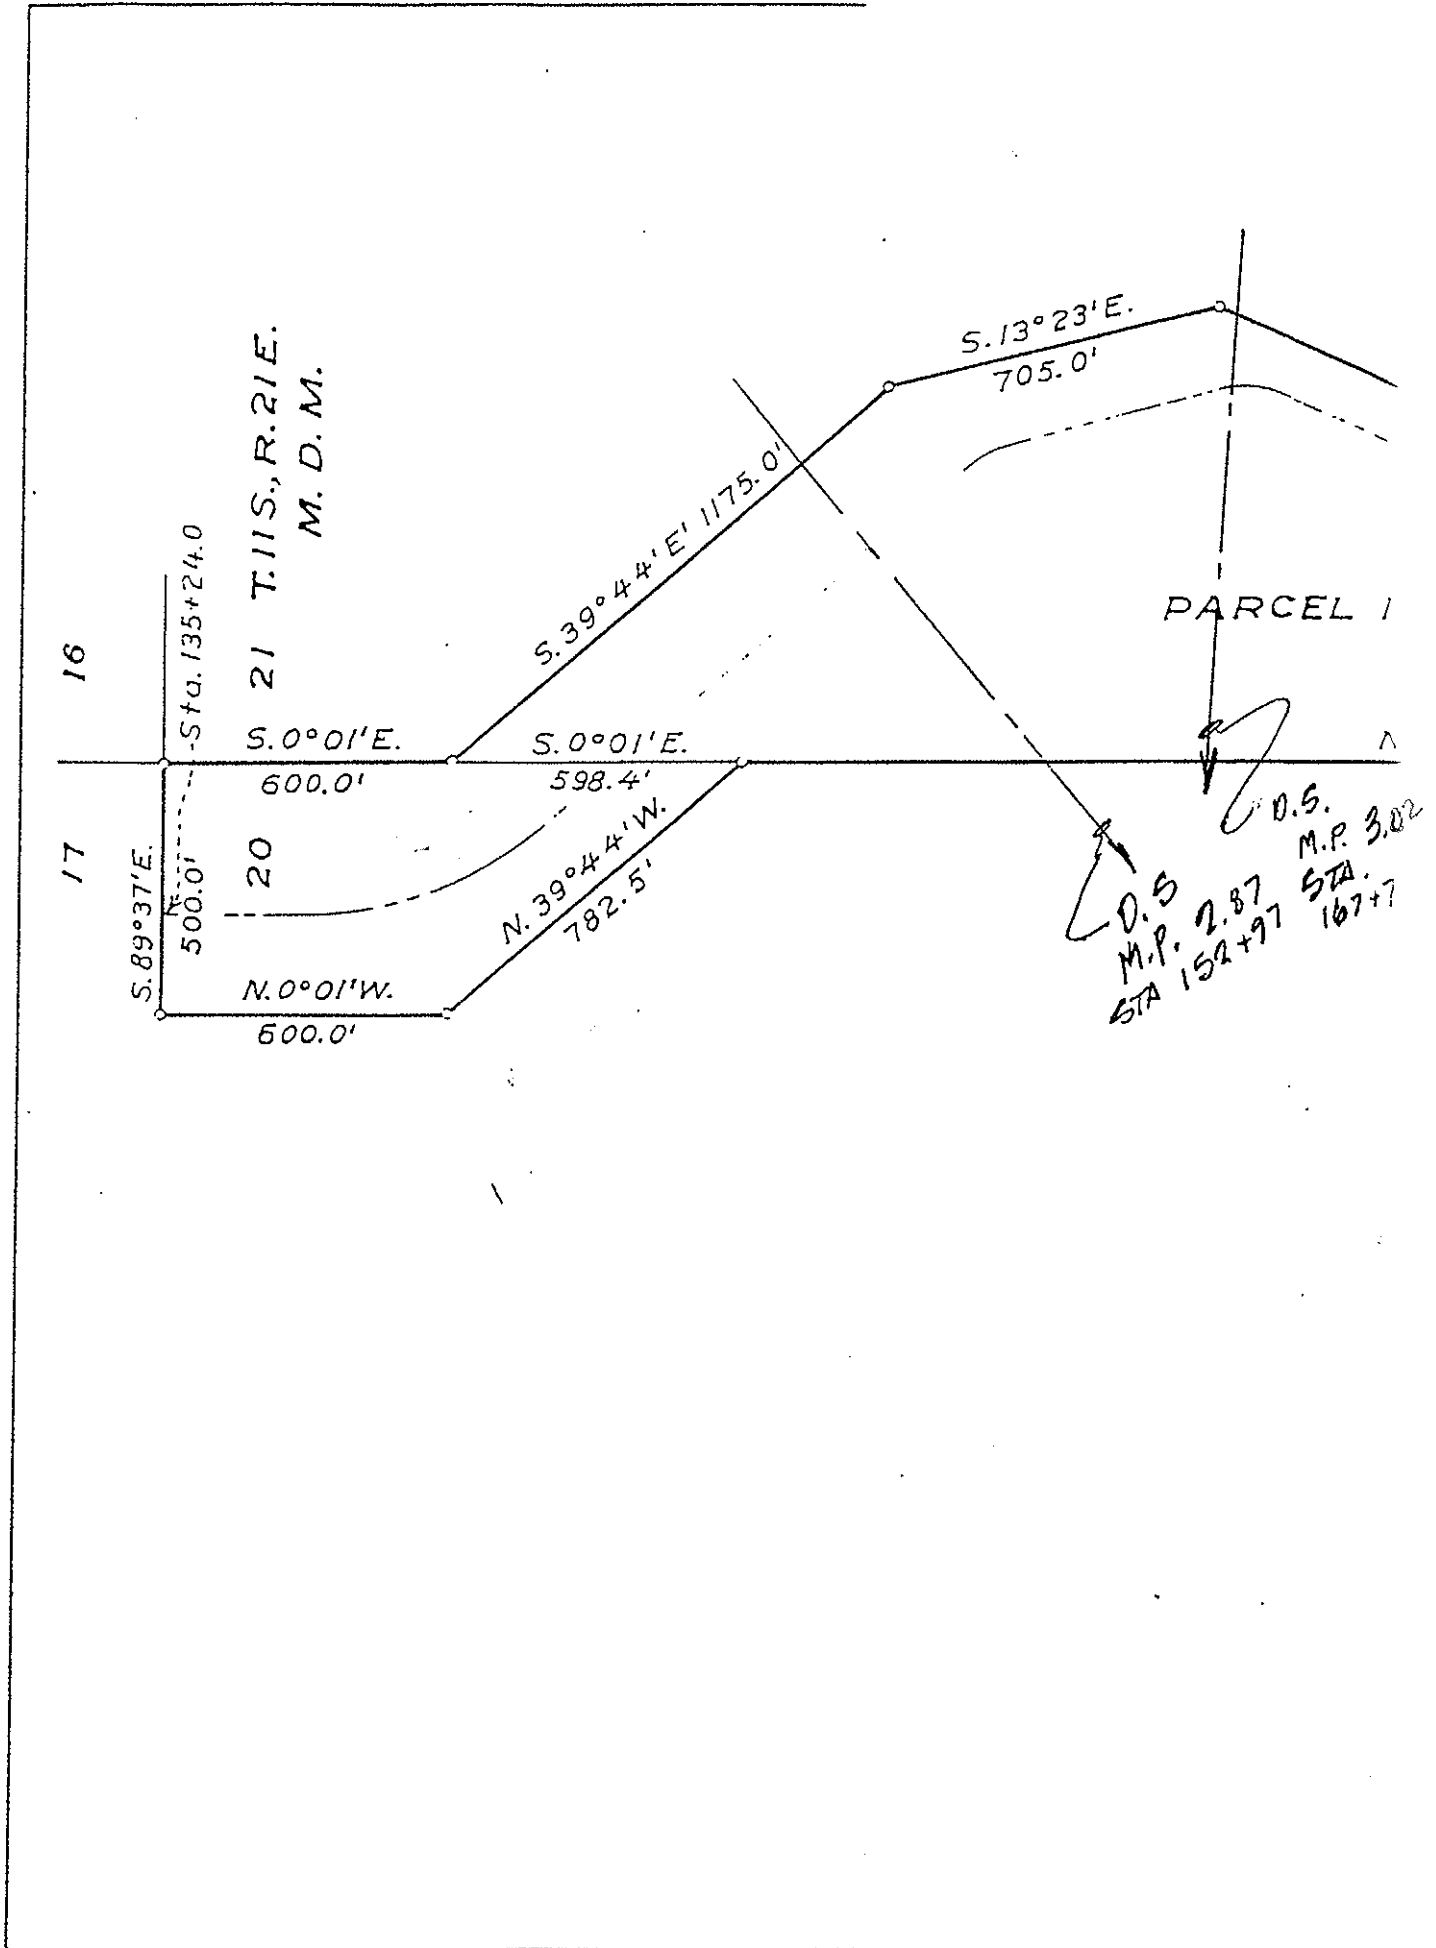 S. 13° 23' E.
705.0'
T. 11 S., R. 21 E.
M. D. M.
S. 39° 44' E' 1175.0'
Sta. 135+24.0
16
21
PARCEL 1
S. 0° 01' E.
600.0'
S. 0° 01' E.
598.4'
17
20
S. 89° 37' E.
500.0'
N. 39° 44' W.
782.5'
N. 0° 01' W.
600.0'
D.S
M.P. 2.87
STA 152+97
D.S.
M.P. 3.02
STA.
167+7